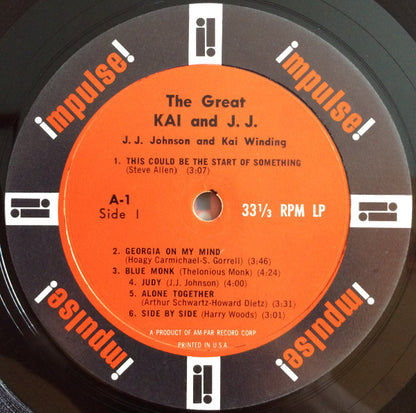 impulse!
impulse!
The Great
KAI and J. J.
J. J. Johnson and Kai Winding
1. THIS COULD BE THE START OF SOMETHING
(Steve Allen) (3:07)
A-1
Side 1
33 1/3 RPM LP
2. GEORGIA ON MY MIND
(Hoagy Carmichael-S. Gorrell) (3:46)
3. BLUE MONK (Thelonious Monk) (4:24)
4. JUDY (J.J. Johnson) (4:00)
5. ALONE TOGETHER
(Arthur Schwartz-Howard Dietz) (3:31)
6. SIDE BY SIDE (Harry Woods) (3:01)
A PRODUCT OF AM-PAR RECORD CORP.
PRINTED IN U.S.A.
impulse!
impulse!